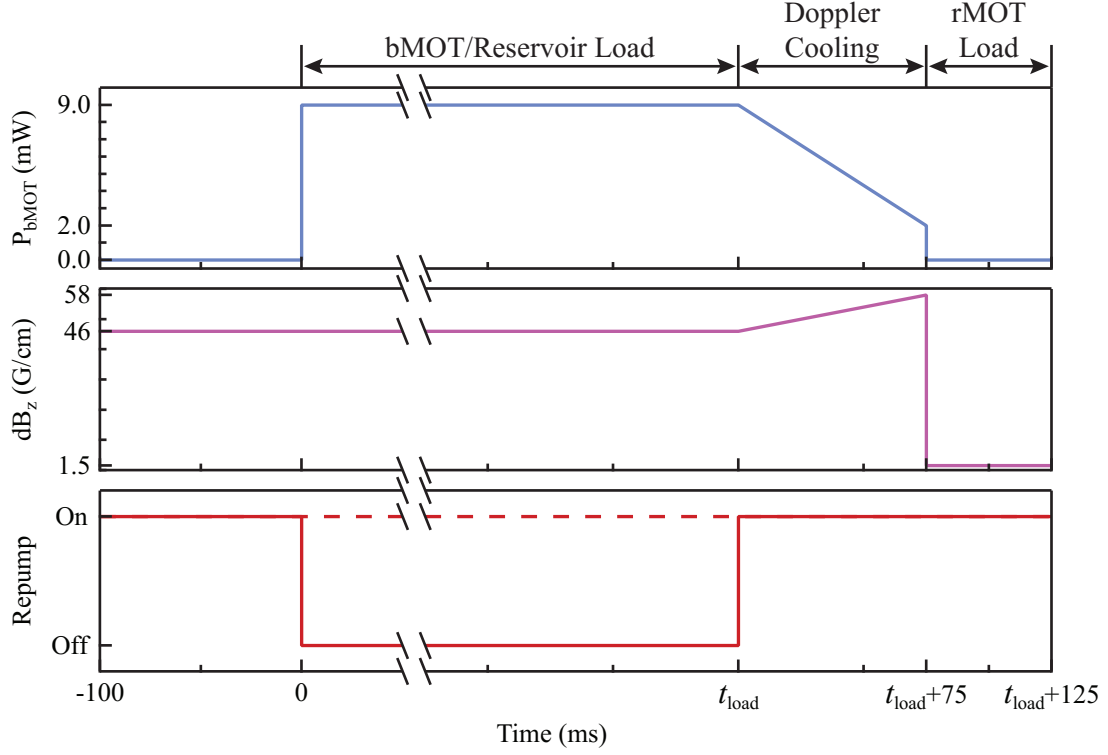 bMOT/Reservoir Load
Doppler
Cooling
rMOT
Load
P_bMOT (mW)
9.0
2.0
0.0
dB_z (G/cm)
58
46
1.5
Repump
On
Off
-100
0
t_load
t_load+75
t_load+125
Time (ms)